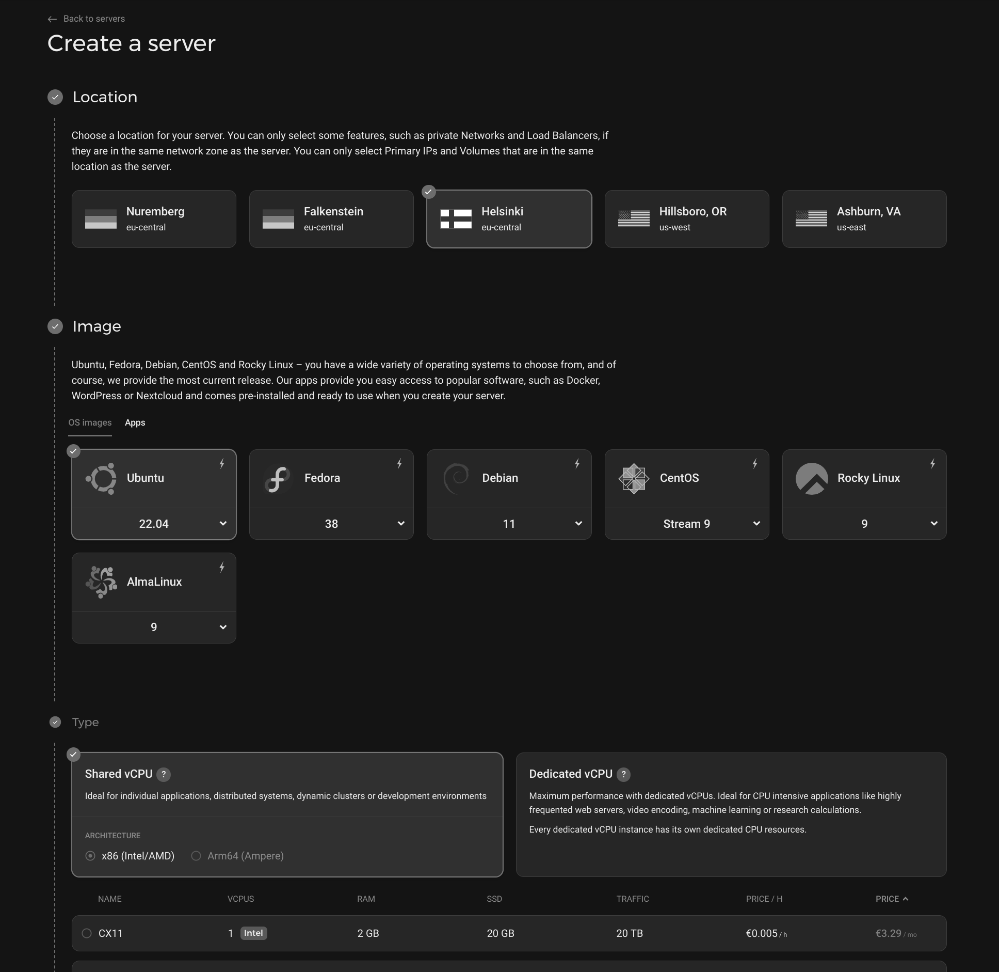 Back to servers
Create a server
Location
Choose a location for your server. You can only select some features, such as private Networks and Load Balancers, if
they are in the same network zone as the server. You can only select Primary IPs and Volumes that are in the same
location as the server.
Nuremberg
eu-central
Falkenstein
eu-central
Helsinki
eu-central
Hillsboro, OR
us-west
Ashburn, VA
us-east
Image
Ubuntu, Fedora, Debian, CentOS and Rocky Linux – you have a wide variety of operating systems to choose from, and of
course, we provide the most current release. Our apps provide you easy access to popular software, such as Docker,
WordPress or Nextcloud and comes pre-installed and ready to use when you create your server.
OS images Apps
Ubuntu
22.04
Fedora
38
Debian
11
CentOS
Stream 9
Rocky Linux
9
AlmaLinux
9
Type
Shared vCPU ?
Ideal for individual applications, distributed systems, dynamic clusters or development environments
ARCHITECTURE
x86 (Intel/AMD) Arm64 (Ampere)
Dedicated vCPU ?
Maximum performance with dedicated vCPUs. Ideal for CPU intensive applications like highly
frequented web servers, video encoding, machine learning or research calculations.
Every dedicated vCPU instance has its own dedicated CPU resources.
NAME VCPUS RAM SSD TRAFFIC PRICE / H PRICE
CX11 1 Intel 2 GB 20 GB 20 TB €0.005 / h €3.29 / mo